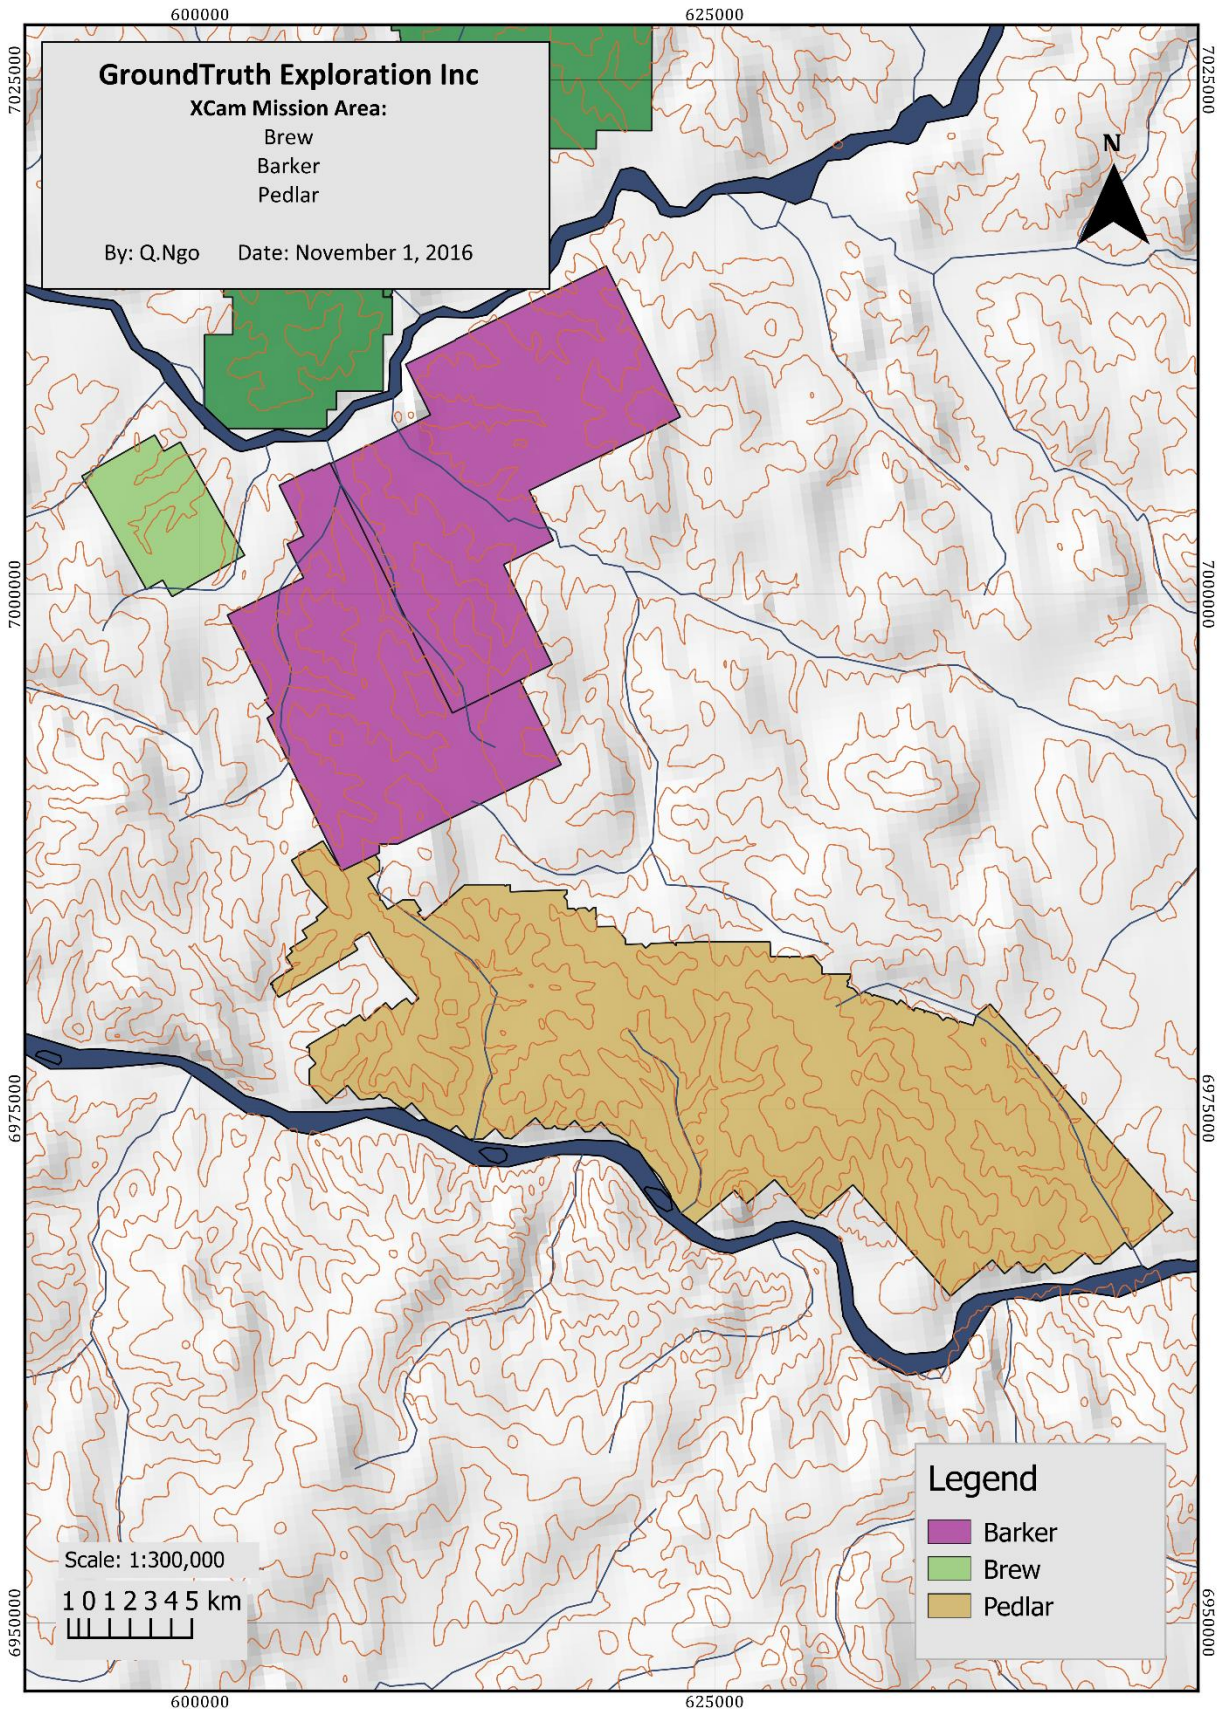 600000
625000
7025000
7025000
GroundTruth Exploration Inc
XCam Mission Area:
Brew
Barker
Pedlar
By: Q.Ngo Date: November 1, 2016
N
7000000
7000000
6975000
6975000
Legend
Barker
Brew
Pedlar
Scale: 1:300,000
1 0 1 2 3 4 5 km
6950000
6950000
600000
625000